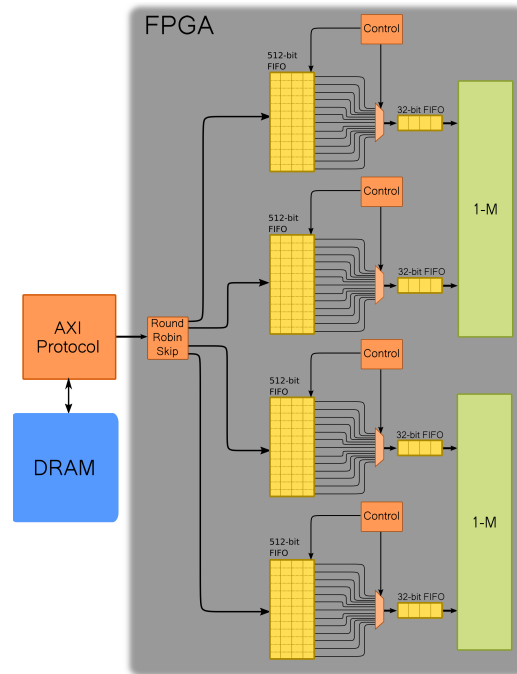 FPGA
Control
512-bit
FIFO
32-bit FIFO
1-M
Control
512-bit
FIFO
32-bit FIFO
AXI
Protocol
Round
Robin
Skip
DRAM
Control
512-bit
FIFO
32-bit FIFO
1-M
Control
512-bit
FIFO
32-bit FIFO